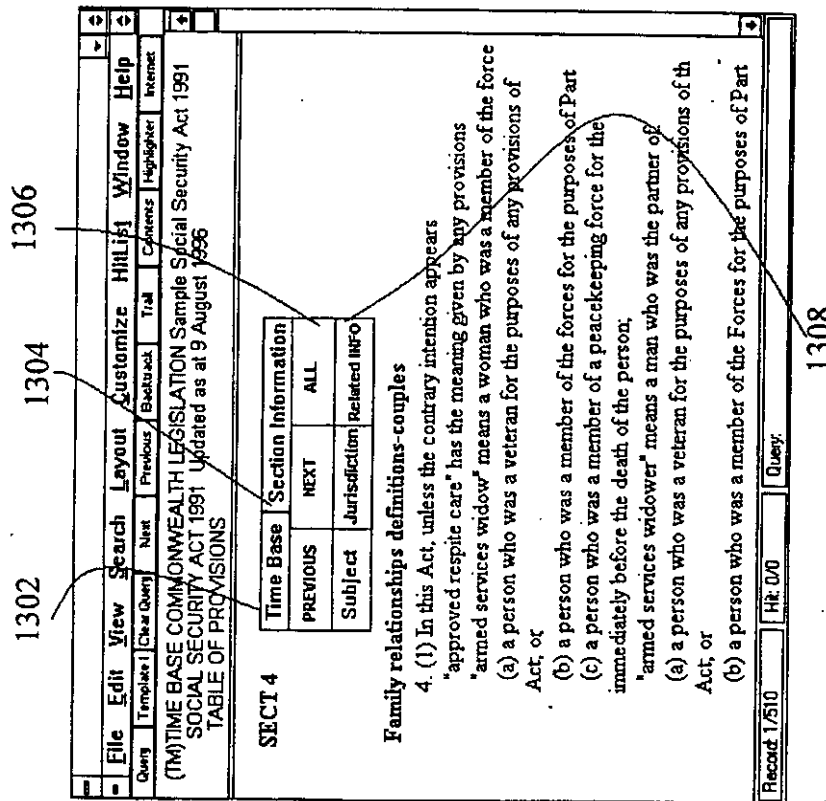 1302
1304
1306
File Edit View Search Layout Customize HitList Window Help
Query Template I Clear Query Next Previous Backtrack Trail Contents Highlighter Internet
(TM)TIME BASE COMMONWEALTH LEGISLATION Sample Social Security Act 1991
SOCIAL SECURITY ACT 1991 Updated as at 9 August 1996
TABLE OF PROVISIONS
Time Base Section Information
PREVIOUS NEXT ALL
Subject Jurisdiction Related INFO
SECT 4
Family relationships definitions-couples
4. (1) In this Act, unless the contrary intention appears
"approved respite care" has the meaning given by any provisions
"armed services widow" means a woman who was a member of the force
(a) a person who was a veteran for the purposes of any provisions of
Act, or
(b) a person who was a member of the forces for the purposes of Part
(c) a person who was a member of a peacekeeping force for the
immediately before the death of the person;
"armed services widower" means a man who was the partner of
(a) a person who was a veteran for the purposes of any provisions of th
Act, or
(b) a person who was a member of the Forces for the purposes of Part
Record: 1/510 Hit: 0/0 Query:
1308